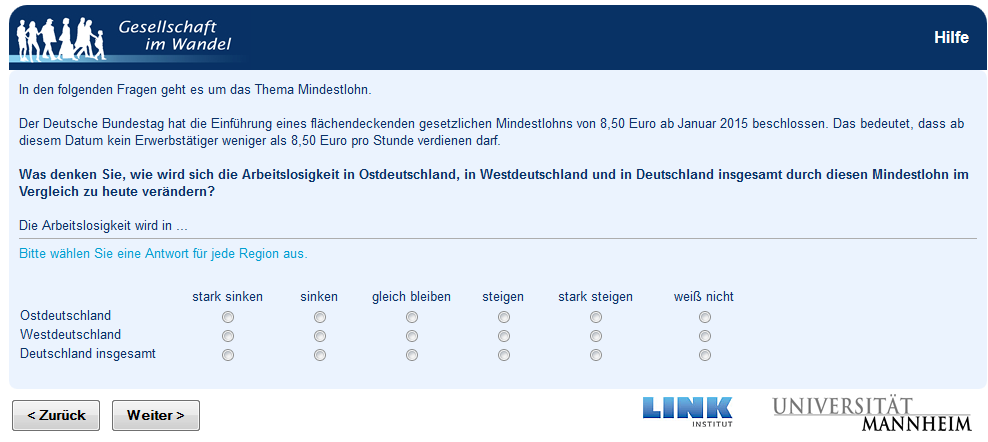 Gesellschaft
im Wandel
Hilfe
In den folgenden Fragen geht es um das Thema Mindestlohn.
Der Deutsche Bundestag hat die Einführung eines flächendeckenden gesetzlichen Mindestlohns von 8,50 Euro ab Januar 2015 beschlossen. Das bedeutet, dass ab
diesem Datum kein Erwerbstätiger weniger als 8,50 Euro pro Stunde verdienen darf.
Was denken Sie, wie wird sich die Arbeitslosigkeit in Ostdeutschland, in Westdeutschland und in Deutschland insgesamt durch diesen Mindestlohn im
Vergleich zu heute verändern?
Die Arbeitslosigkeit wird in ...
Bitte wählen Sie eine Antwort für jede Region aus.
stark sinken sinken gleich bleiben steigen stark steigen weiß nicht
Ostdeutschland
Westdeutschland
Deutschland insgesamt
< Zurück Weiter >
LINK
INSTITUT
UNIVERSITÄT
MANNHEIM